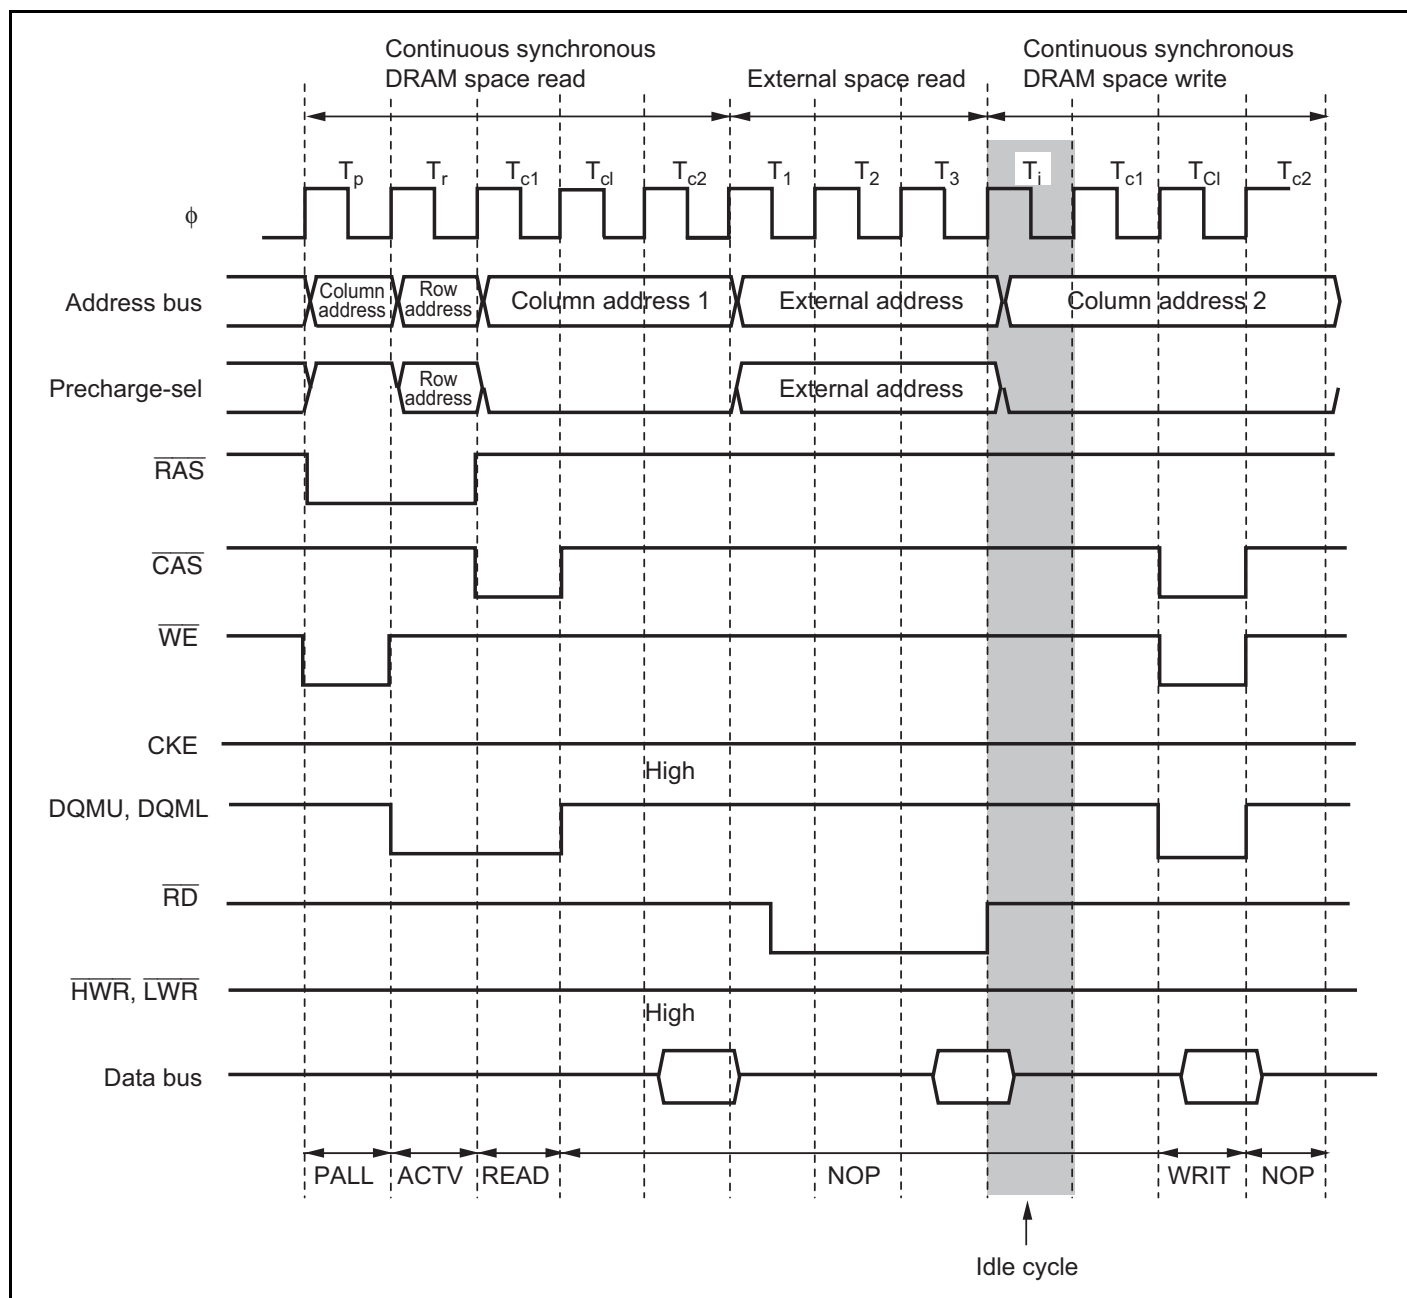 Continuous synchronous
DRAM space read
External space read
Continuous synchronous
DRAM space write
Tp Tr Tc1 Tcl Tc2 T1 T2 T3 Ti Tc1 TCl Tc2
ϕ
Address bus
Column
address
Row
address
Column address 1
External address
Column address 2
Precharge-sel
Row
address
External address
RAS
CAS
WE
CKE
High
DQMU, DQML
RD
HWR, LWR
High
Data bus
PALL ACTV READ NOP WRIT NOP
Idle cycle